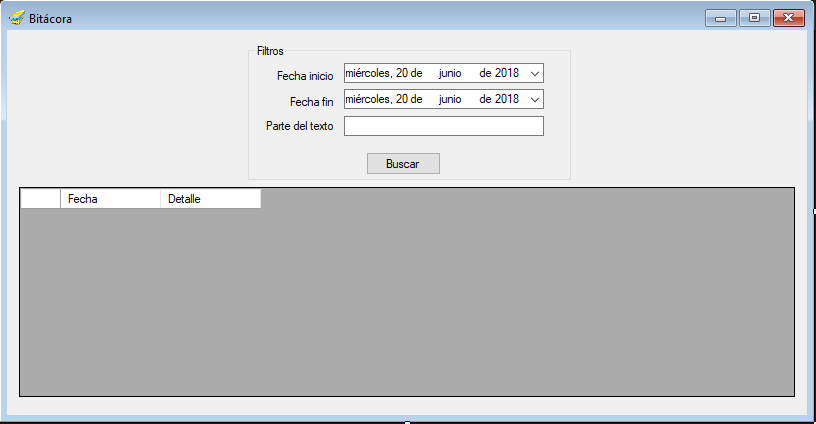 Bitácora
Filtros
Fecha inicio miércoles, 20 de junio de 2018
Fecha fin miércoles, 20 de junio de 2018
Parte del texto
Buscar
Fecha Detalle